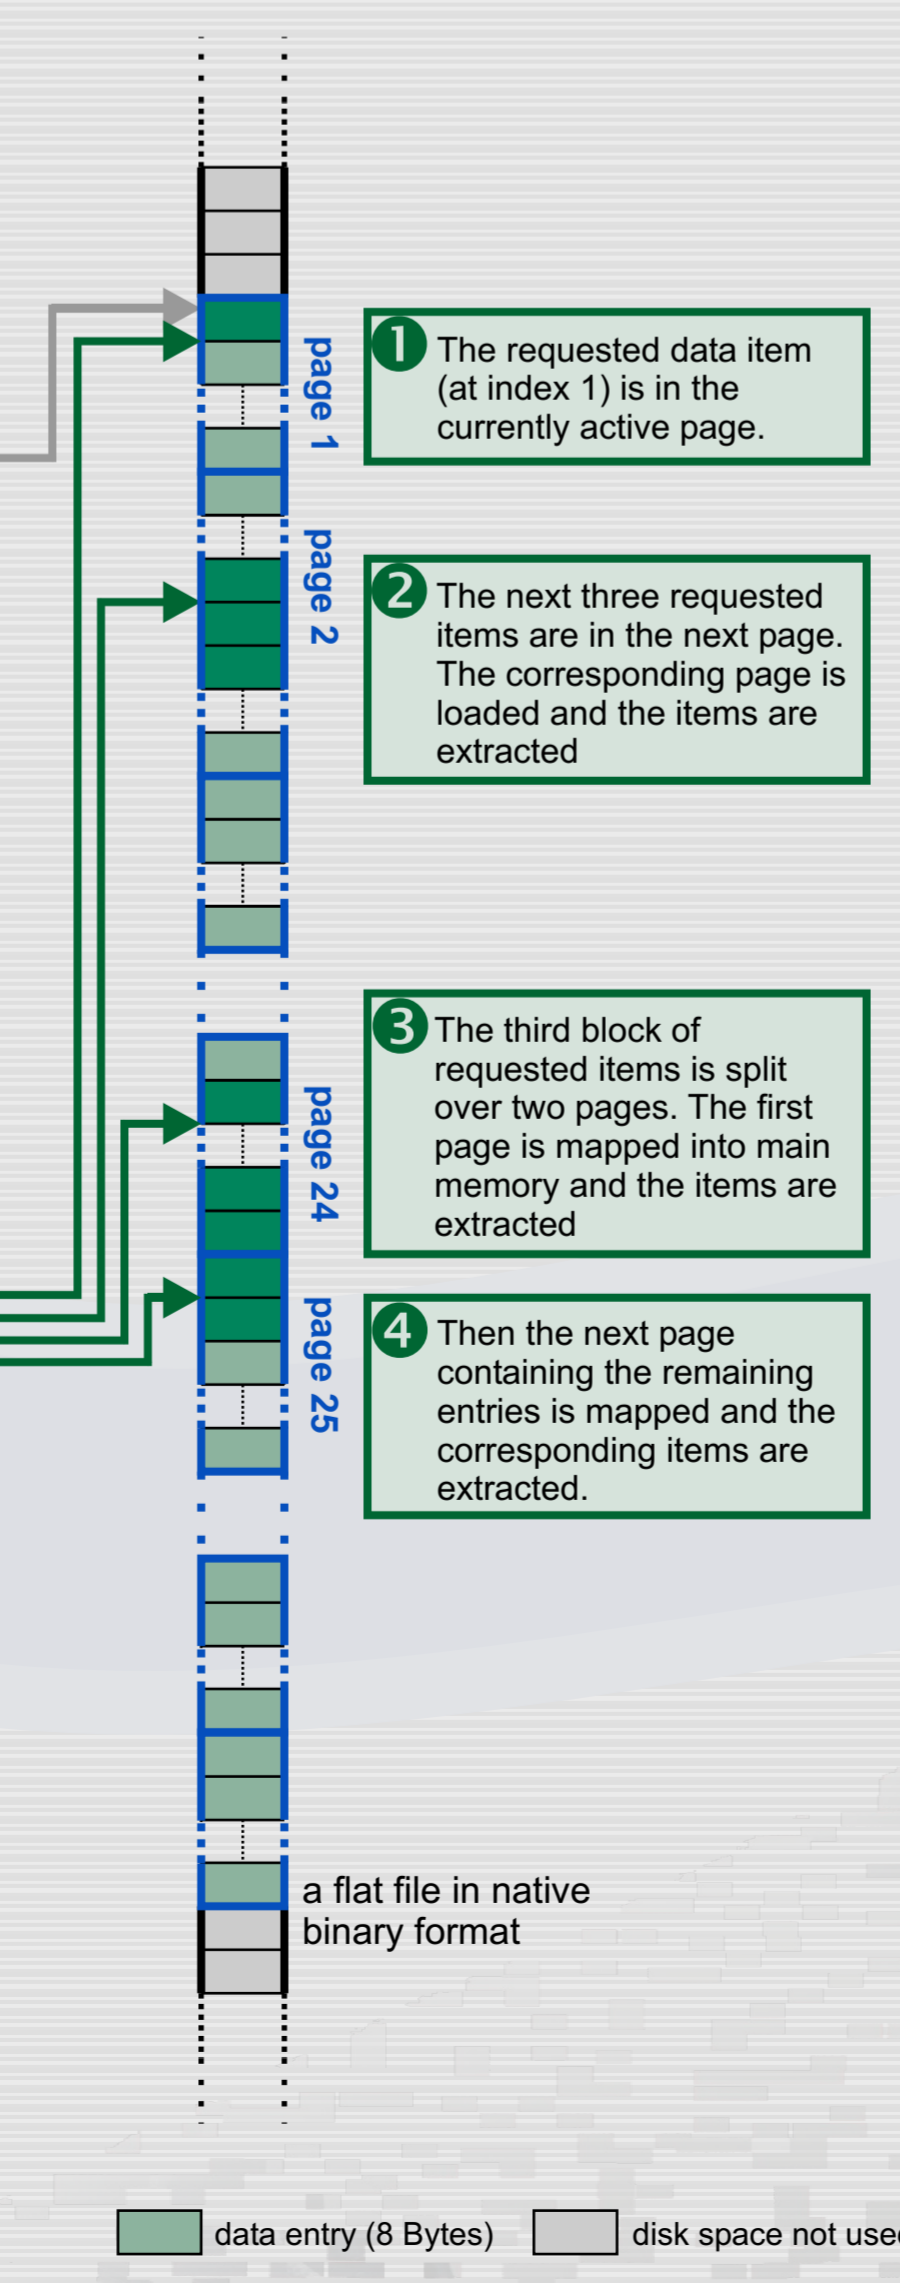 page 1
1 The requested data item
(at index 1) is in the
currently active page.
page 2
2 The next three requested
items are in the next page.
The corresponding page is
loaded and the items are
extracted
page 24
3 The third block of
requested items is split
over two pages. The first
page is mapped into main
memory and the items are
extracted
page 25
4 Then the next page
containing the remaining
entries is mapped and the
corresponding items are
extracted.
a flat file in native
binary format
data entry (8 Bytes)
disk space not use